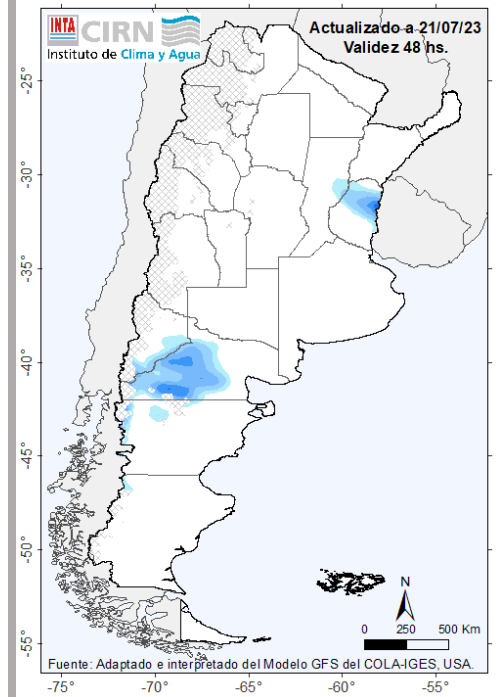 INTA CIRN
Instituto de Clima y Agua
Actualizado a 21/07/23
Validez 48 hs.
-25°
-30°
-35°
-40°
-45°
-50°
-55°
N
0 250 500 Km
Fuente: Adaptado e interpretado del Modelo GFS del COLA-IGES, USA.
-75 -70 -65 -60 -55